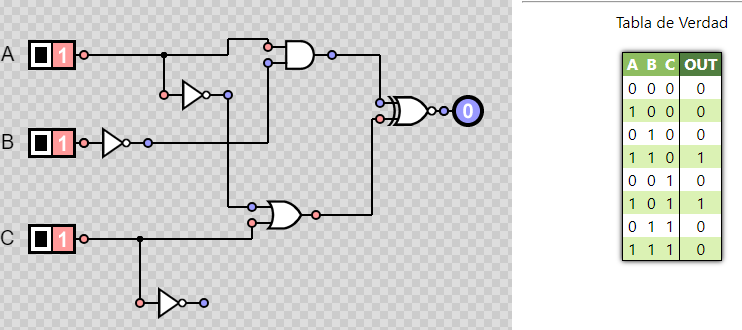 Tabla de Verdad
A 1
B 1
C 1
0
A B C OUT
0 0 0 0
1 0 0 0
0 1 0 0
1 1 0 1
0 0 1 0
1 0 1 1
0 1 1 0
1 1 1 0